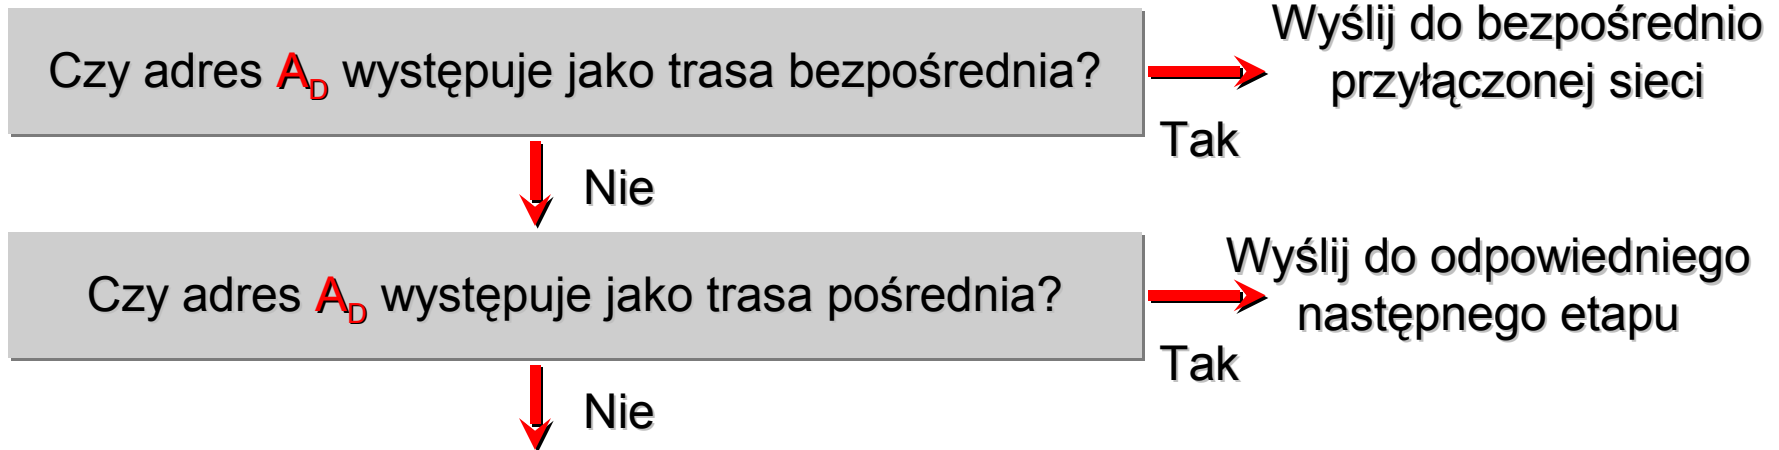 Czy adres A_D występuje jako trasa bezpośrednia?
Wyślij do bezpośrednio
przyłączonej sieci
Tak
Nie
Czy adres A_D występuje jako trasa pośrednia?
Wyślij do odpowiedniego
następnego etapu
Tak
Nie